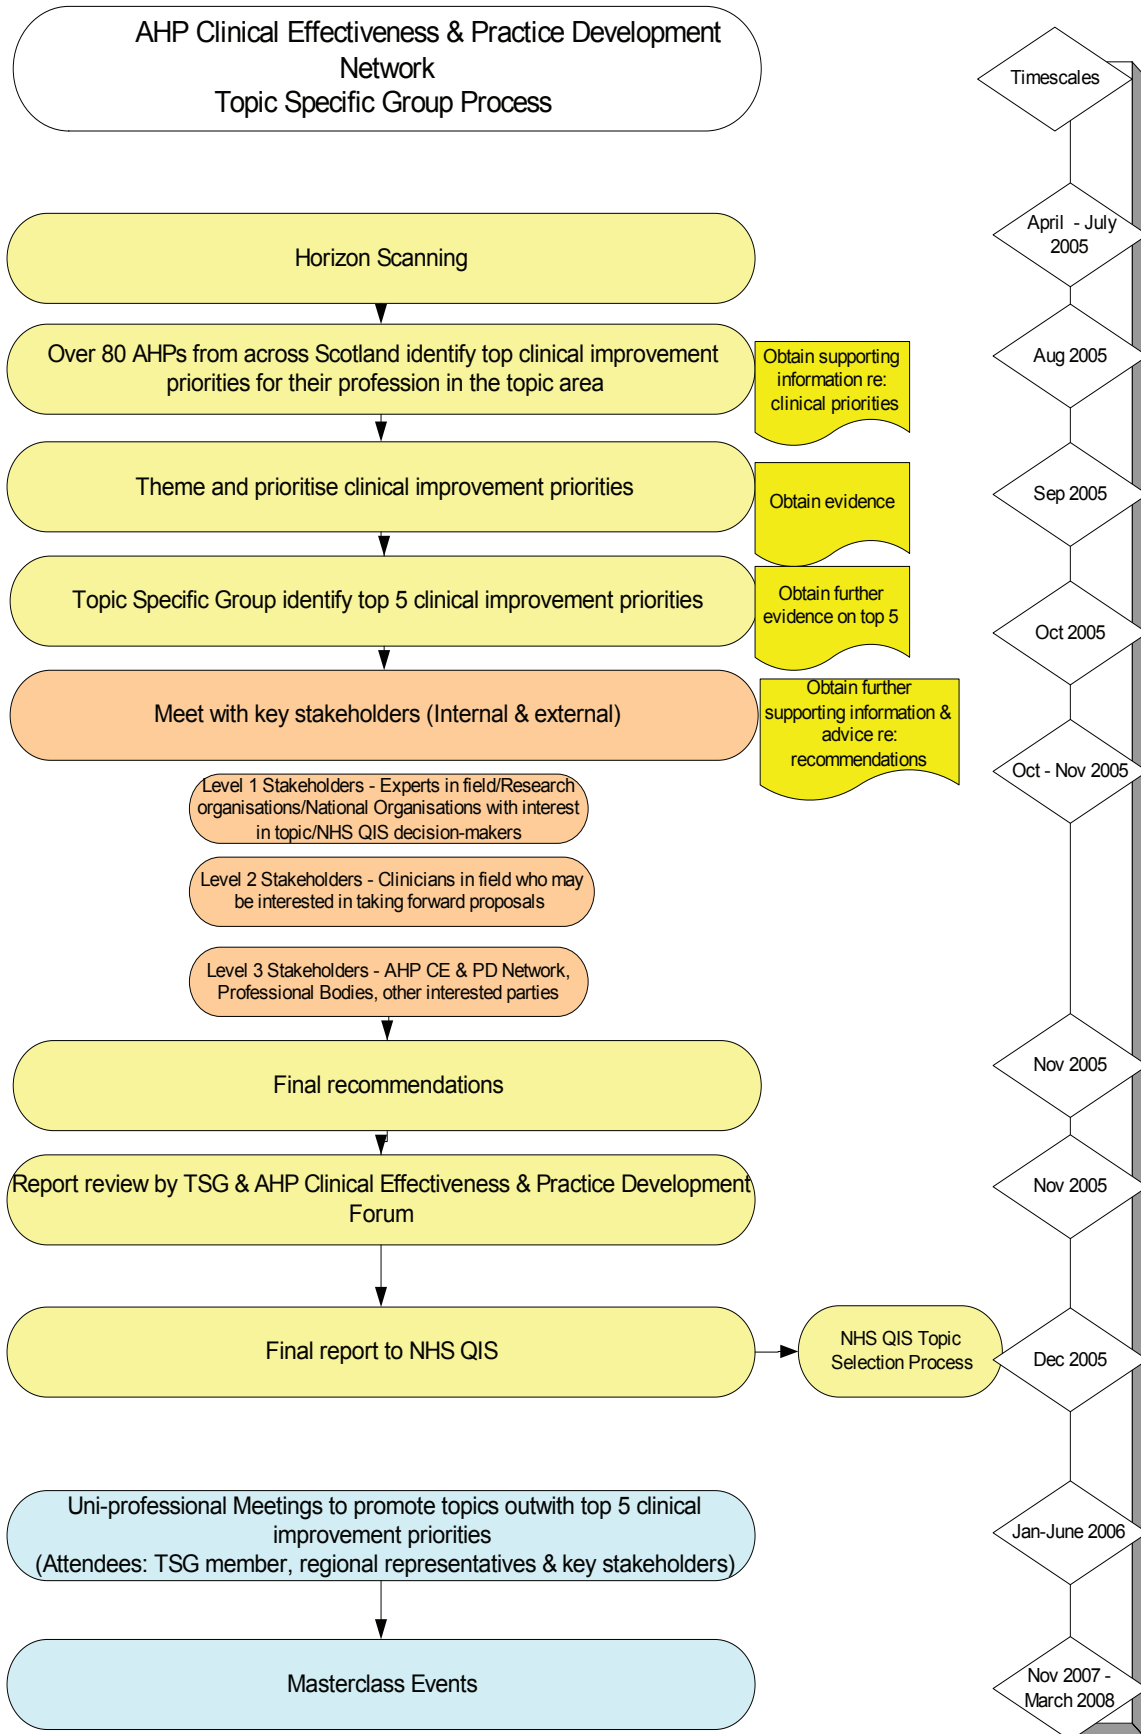 AHP Clinical Effectiveness & Practice Development
Network
Topic Specific Group Process
Timescales
Horizon Scanning
April - July
2005
Over 80 AHPs from across Scotland identify top clinical improvement
priorities for their profession in the topic area
Obtain supporting
information re:
clinical priorities
Aug 2005
Theme and prioritise clinical improvement priorities
Obtain evidence
Sep 2005
Topic Specific Group identify top 5 clinical improvement priorities
Obtain further
evidence on top 5
Oct 2005
Meet with key stakeholders (Internal & external)
Obtain further
supporting information &
advice re:
recommendations
Oct - Nov 2005
Level 1 Stakeholders - Experts in field/Research
organisations/National Organisations with interest
in topic/NHS QIS decision-makers
Level 2 Stakeholders - Clinicians in field who may
be interested in taking forward proposals
Level 3 Stakeholders - AHP CE & PD Network,
Professional Bodies, other interested parties
Final recommendations
Nov 2005
Report review by TSG & AHP Clinical Effectiveness & Practice Development
Forum
Nov 2005
Final report to NHS QIS
NHS QIS Topic
Selection Process
Dec 2005
Uni-professional Meetings to promote topics outwith top 5 clinical
improvement priorities
(Attendees: TSG member, regional representatives & key stakeholders)
Jan-June 2006
Masterclass Events
Nov 2007 -
March 2008